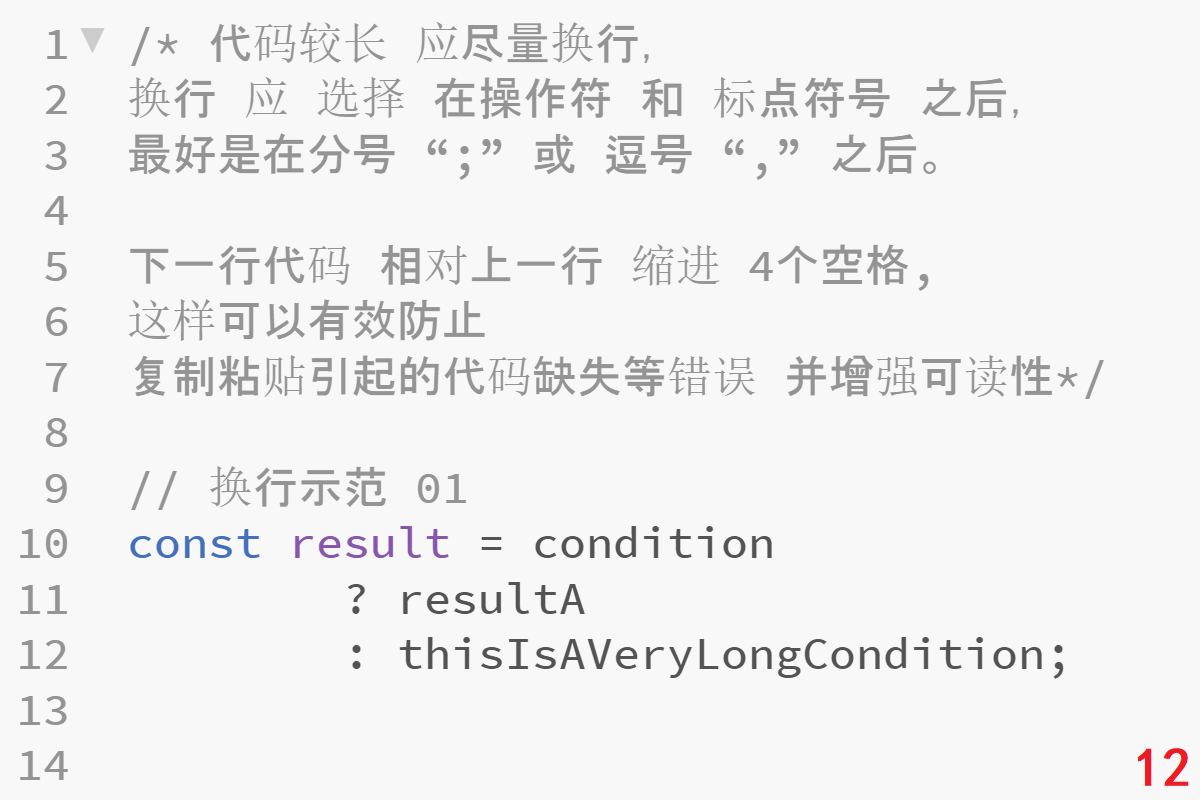 1 /* 代码较长 应尽量换行,
2 换行 应 选择 在操作符 和 标点符号 之后,
3 最好是在分号 “;” 或 逗号 “,” 之后。
4
5 下一行代码 相对上一行 缩进 4个空格,
6 这样可以有效防止
7 复制粘贴引起的代码缺失等错误 并增强可读性*/
8
9 // 换行示范 01
10 const result = condition
11 ? resultA
12 : thisIsAVeryLongCondition;
13
14
12